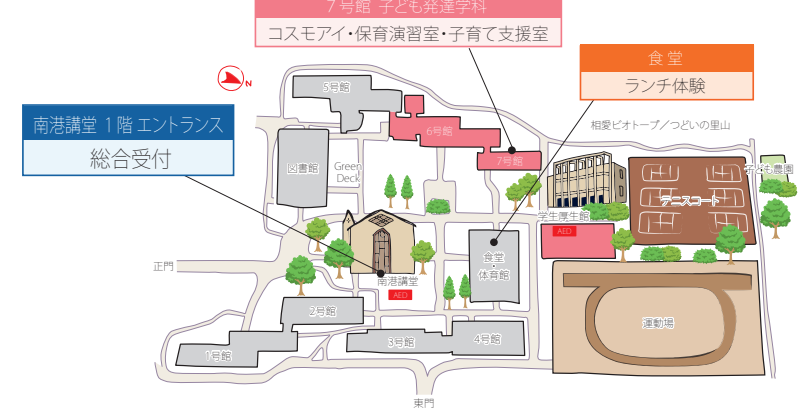 7号館 子ども発達学科
コスモアイ・保育演習室・子育て支援室
食堂
ランチ体験
南港講堂 1階エントランス
総合受付
N
5号館
6号館
7号館
相愛ビオトープ／つどいの里山
図書館
Green
Deck
子ども農園
テニスコート
学生厚生館
AED
食堂・
体育館
正門
南港講堂
AED
2号館
1号館
3号館
4号館
運動場
東門